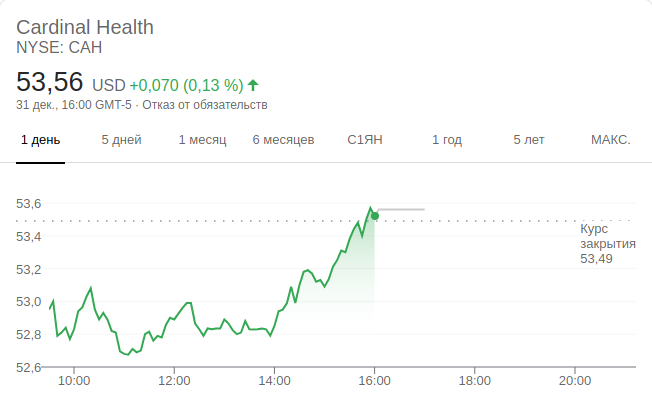 Cardinal Health
NYSE: CAH
53,56 USD +0,070 (0,13 %)
31 дек., 16:00 GMT-5 · Отказ от обязательств
1 день 5 дней 1 месяц 6 месяцев С1ЯН 1 год 5 лет МАКС.
53,6
53,4
53,2
53,0
52,8
52,6
Курс
закрытия
53,49
10:00 12:00 14:00 16:00 18:00 20:00